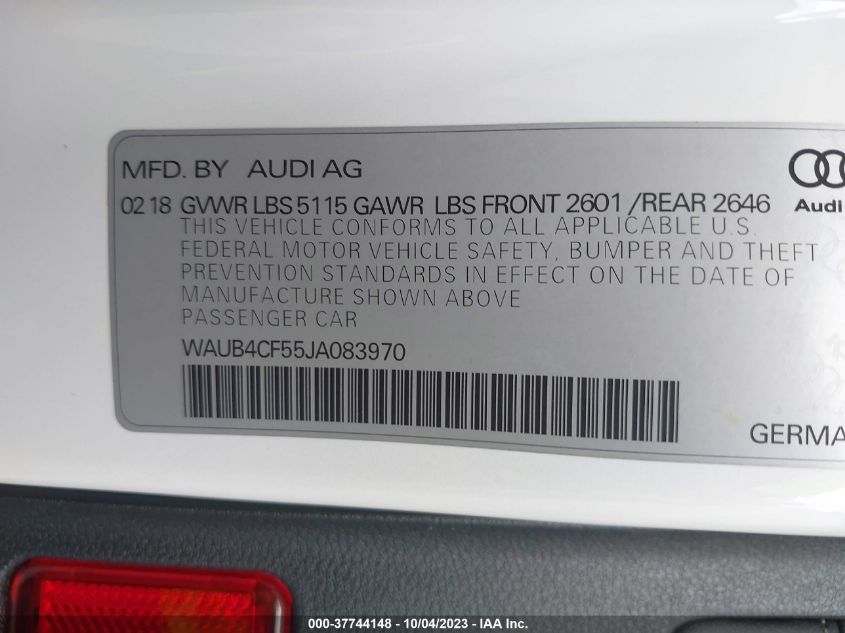 MFD. BY AUDI AG
02 18 GVWR LBS 5115 GAWR LBS FRONT 2601 /REAR 2646
Audi
THIS VEHICLE CONFORMS TO ALL APPLICABLE U.S.
FEDERAL MOTOR VEHICLE SAFETY, BUMPER AND THEFT
PREVENTION STANDARDS IN EFFECT ON THE DATE OF
MANUFACTURE SHOWN ABOVE
PASSENGER CAR
WAUB4CF55JA083970
GERMA
000-37744148 - 10/04/2023 - IAA Inc.